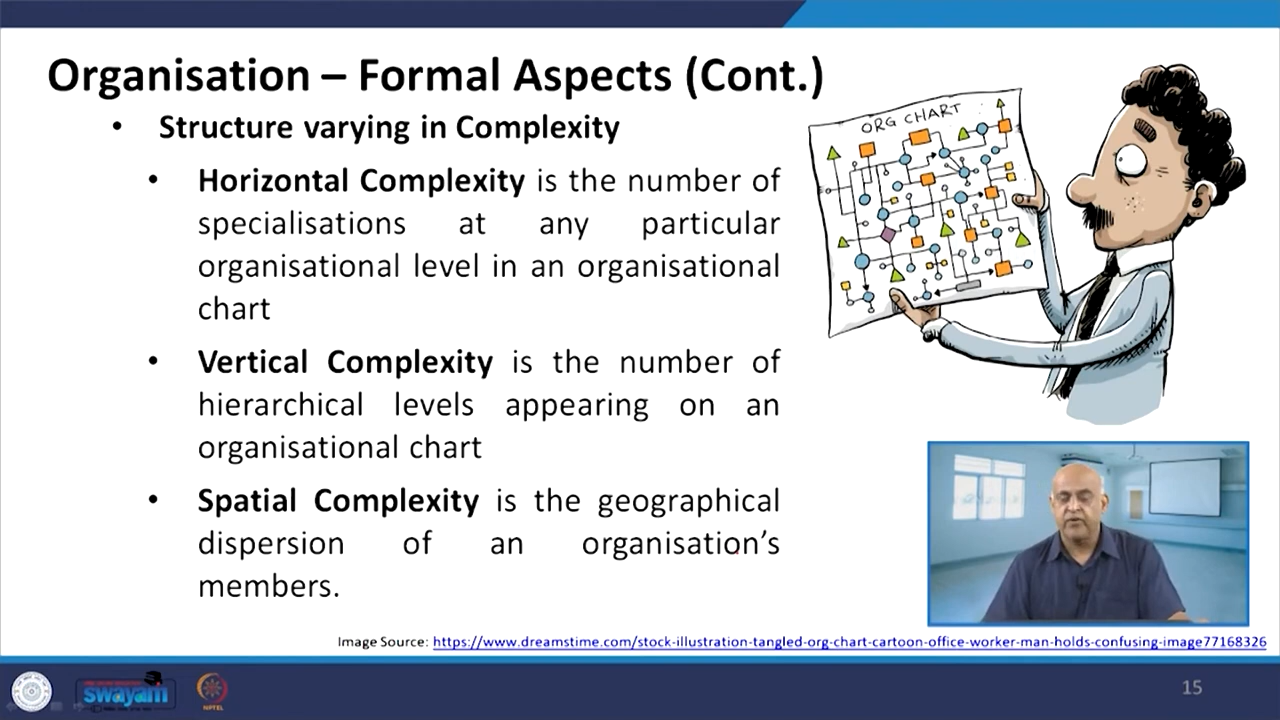 Organisation – Formal Aspects (Cont.)
• Structure varying in Complexity
• Horizontal Complexity is the number of
specialisations at any particular
organisational level in an organisational
chart
• Vertical Complexity is the number of
hierarchical levels appearing on an
organisational chart
• Spatial Complexity is the geographical
dispersion of an organisation’s
members.
ORG CHART
Image Source: https://www.dreamstime.com/stock-illustration-tangled-org-chart-cartoon-office-worker-man-holds-confusing-image77168326
swayam
NPTEL
15